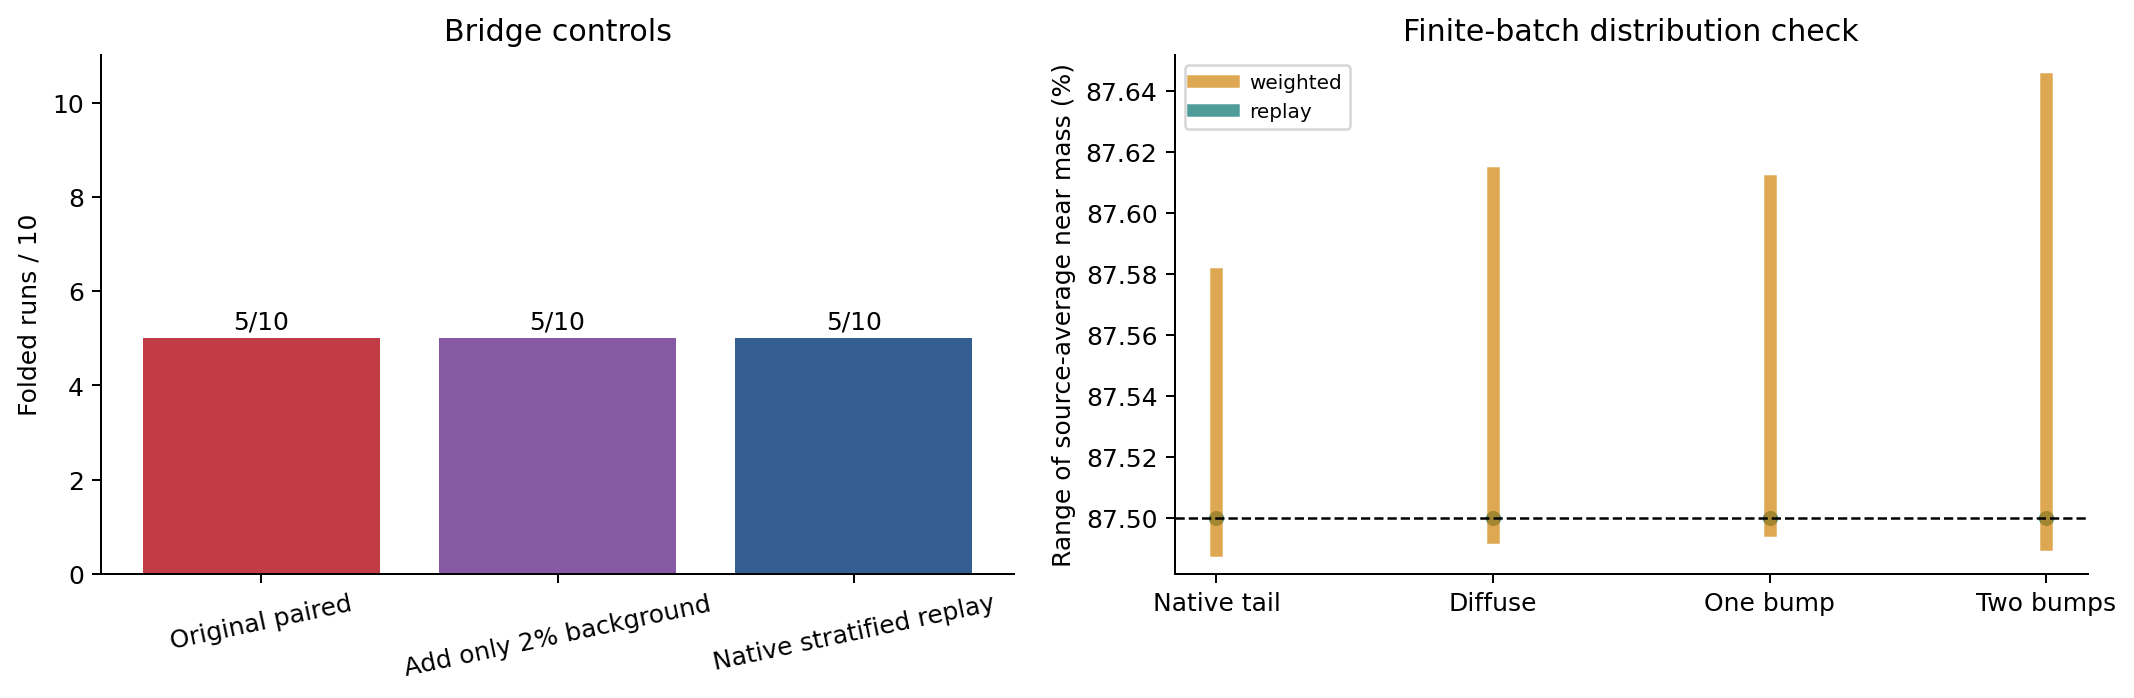 Bridge controls
Folded runs / 10
10
8
6
4
2
0
5/10
5/10
5/10
Original paired
Add only 2% background
Native stratified replay
Finite-batch distribution check
Range of source-average near mass (%)
87.64
87.62
87.60
87.58
87.56
87.54
87.52
87.50
weighted
replay
Native tail
Diffuse
One bump
Two bumps